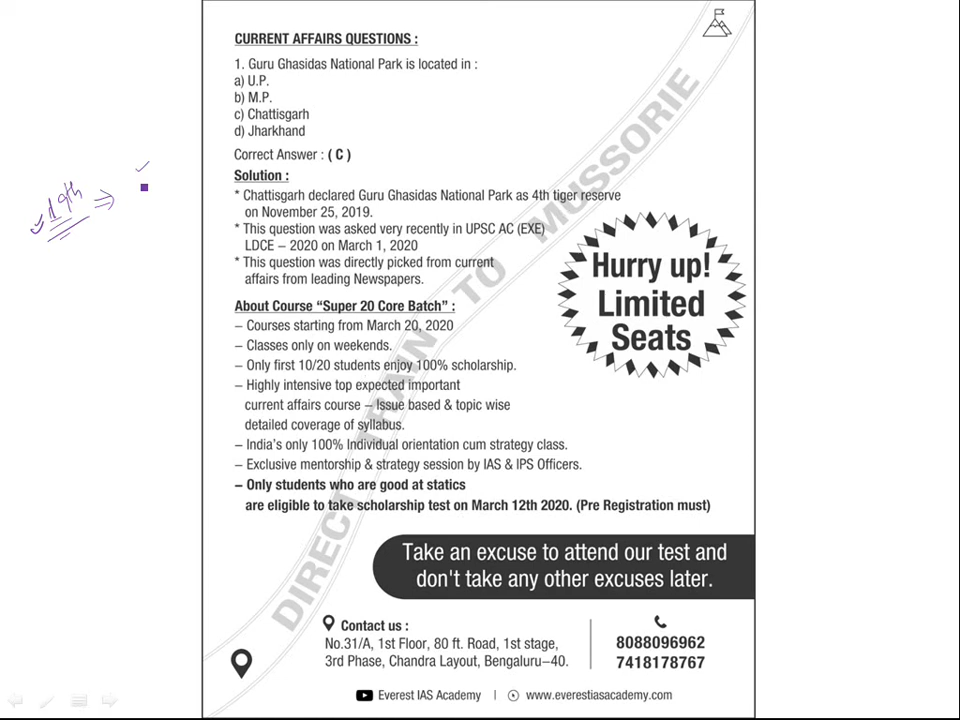 CURRENT AFFAIRS QUESTIONS :
1. Guru Ghasidas National Park is located in :
a) U.P.
b) M.P.
c) Chattisgarh
d) Jharkhand
Correct Answer : ( C )
Solution :
* Chattisgarh declared Guru Ghasidas National Park as 4th tiger reserve
on November 25, 2019.
* This question was asked very recently in UPSC AC (EXE)
LDCE – 2020 on March 1, 2020
* This question was directly picked from current
affairs from leading Newspapers.
19th
Hurry up!
Limited
Seats
About Course “Super 20 Core Batch” :
– Courses starting from March 20, 2020
– Classes only on weekends.
– Only first 10/20 students enjoy 100% scholarship.
– Highly intensive top expected important
current affairs course – Issue based & topic wise
detailed coverage of syllabus.
– India's only 100% Individual orientation cum strategy class.
– Exclusive mentorship & strategy session by IAS & IPS Officers.
– Only students who are good at statics
are eligible to take scholarship test on March 12th 2020. (Pre Registration must)
DIRECT TRAIN TO MUSSORIE
Take an excuse to attend our test and
don't take any other excuses later.
Contact us :
No.31/A, 1st Floor, 80 ft. Road, 1st stage,
3rd Phase, Chandra Layout, Bengaluru–40.
8088096962
7418178767
Everest IAS Academy | www.everestiasacademy.com